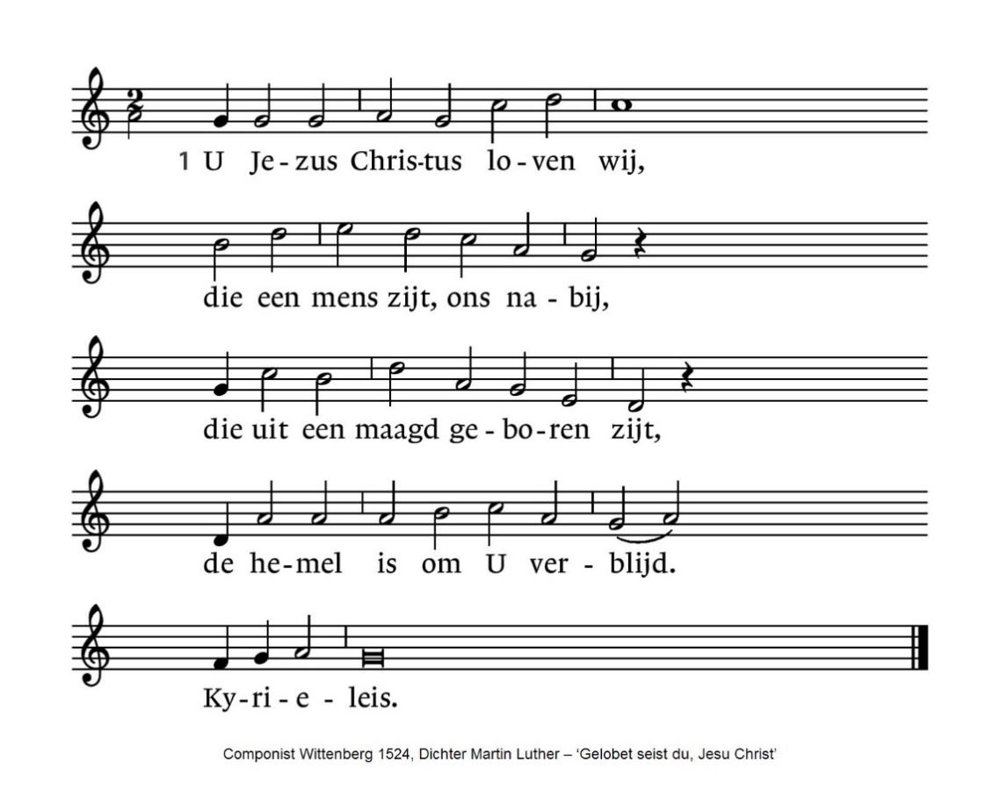 2
1 U Je-zus Chris-tus lo-ven wij,
die een mens zijt, ons na-bij,
die uit een maagd ge-bo-ren zijt,
de he-mel is om U ver-blijd.
Ky-ri-e-leis.
Componist Wittenberg 1524, Dichter Martin Luther – ‘Gelobet seist du, Jesu Christ’